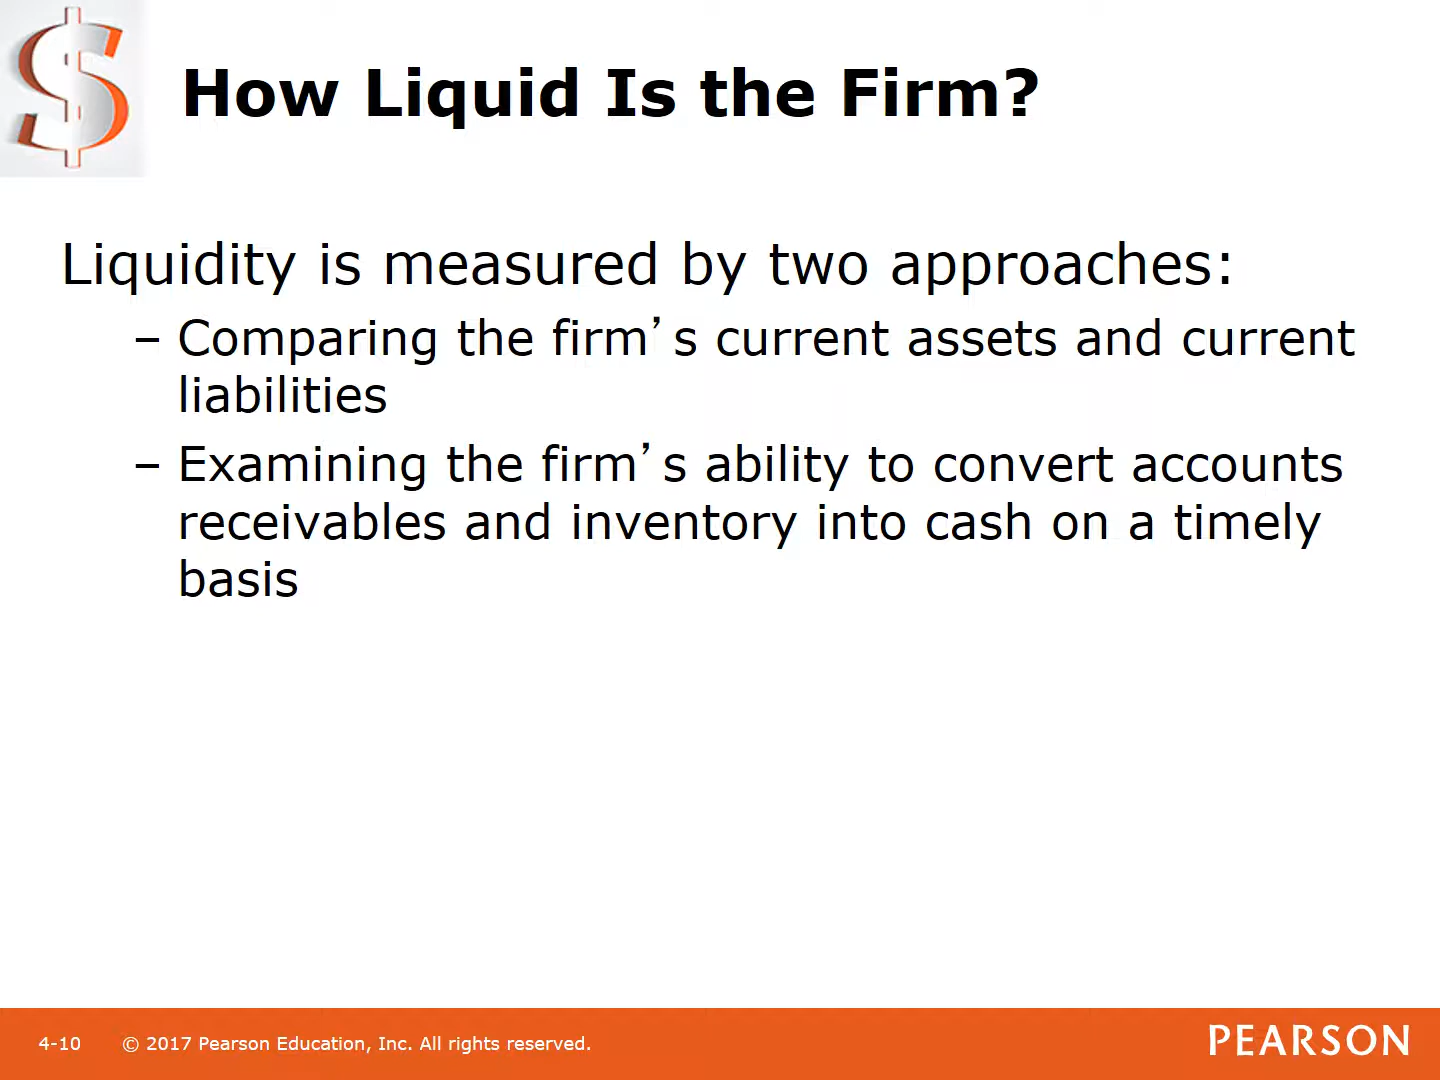 How Liquid Is the Firm?
Liquidity is measured by two approaches:
– Comparing the firm’s current assets and current
liabilities
– Examining the firm’s ability to convert accounts
receivables and inventory into cash on a timely
basis
4-10 © 2017 Pearson Education, Inc. All rights reserved.
PEARSON